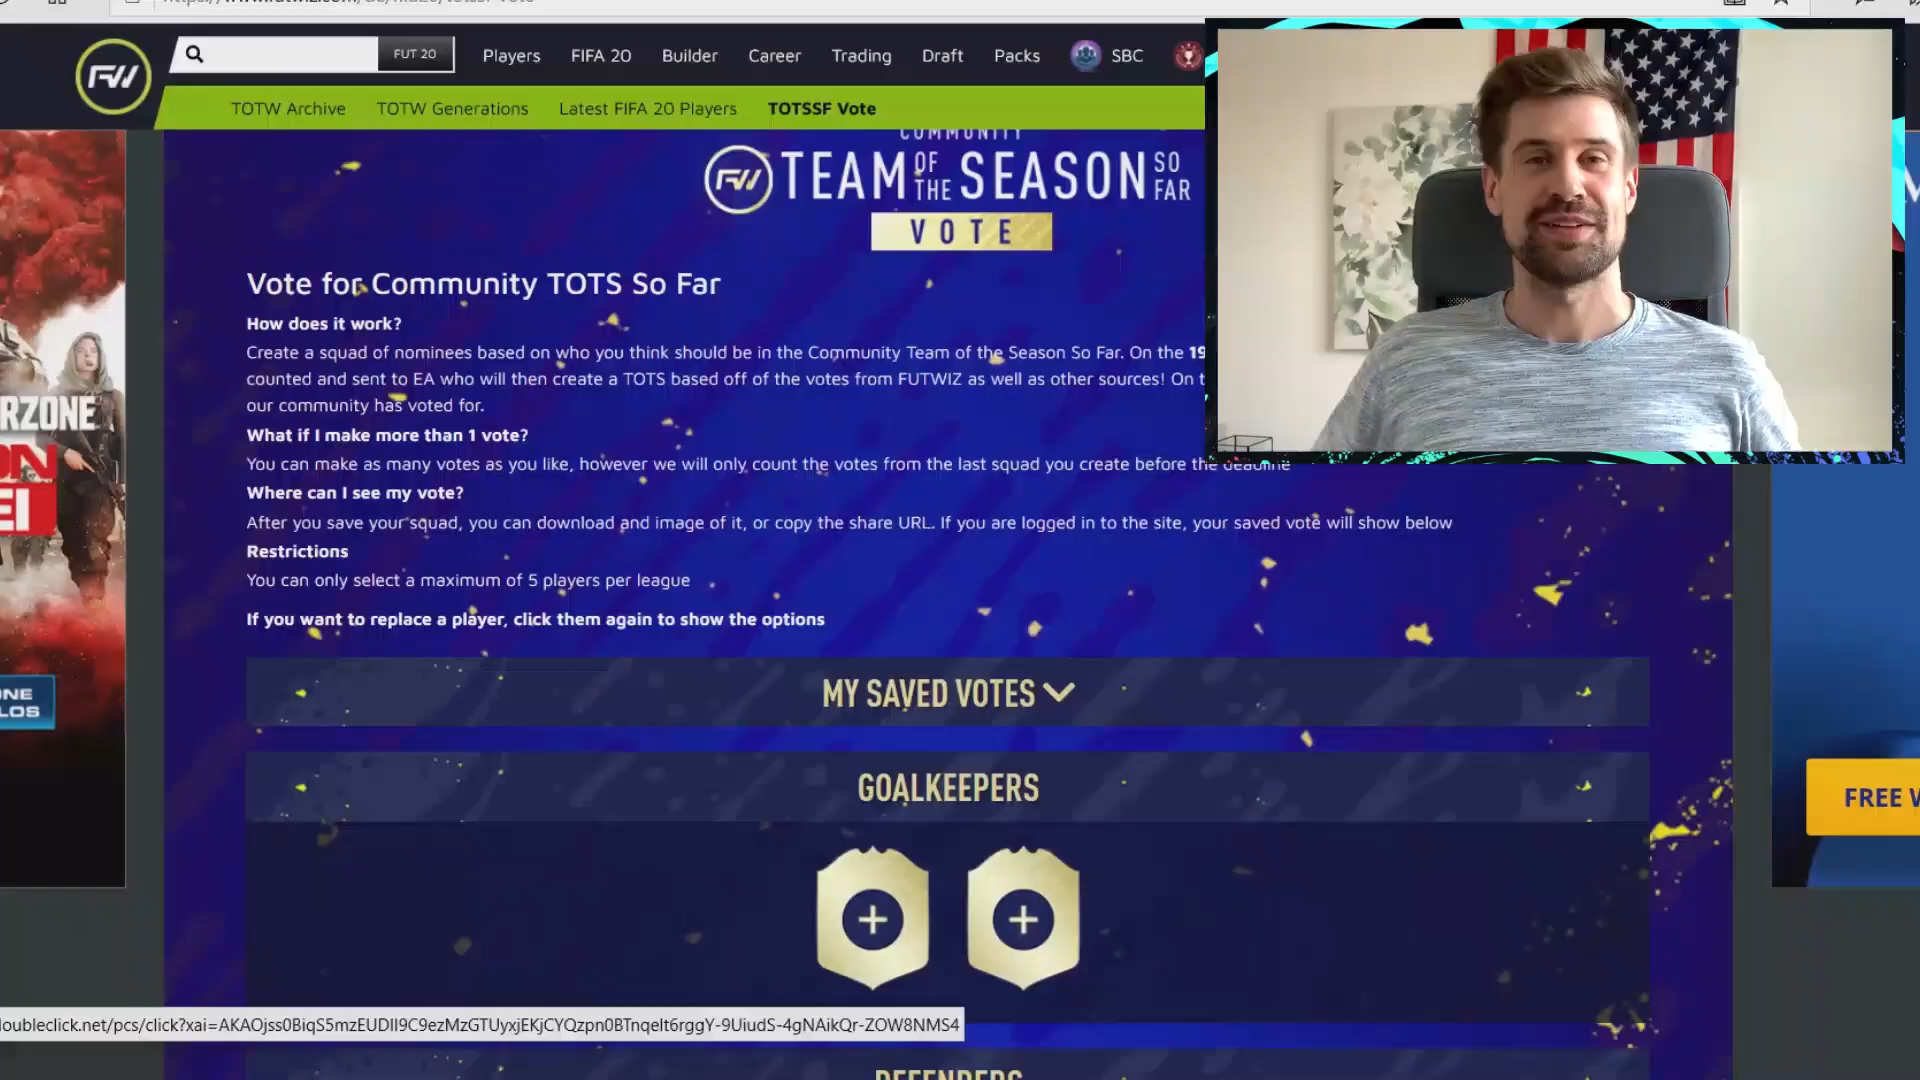 FW
FUT 20
Players
FIFA 20
Builder
Career
Trading
Draft
Packs
SBC
TOTW Archive
TOTW Generations
Latest FIFA 20 Players
TOTSSF Vote
COMMUNITY
FW TEAM OF THE SEASON SO FAR
VOTE
Vote for Community TOTS So Far
How does it work?
Create a squad of nominees based on who you think should be in the Community Team of the Season So Far. On the 19
counted and sent to EA who will then create a TOTS based off of the votes from FUTWIZ as well as other sources! On t
our community has voted for.
What if I make more than 1 vote?
You can make as many votes as you like, however we will only count the votes from the last squad you create before the deadline
Where can I see my vote?
After you save your squad, you can download and image of it, or copy the share URL. If you are logged in to the site, your saved vote will show below
Restrictions
You can only select a maximum of 5 players per league
If you want to replace a player, click them again to show the options
RZONE
MY SAVED VOTES
GOALKEEPERS
FREE
DEFENDERS